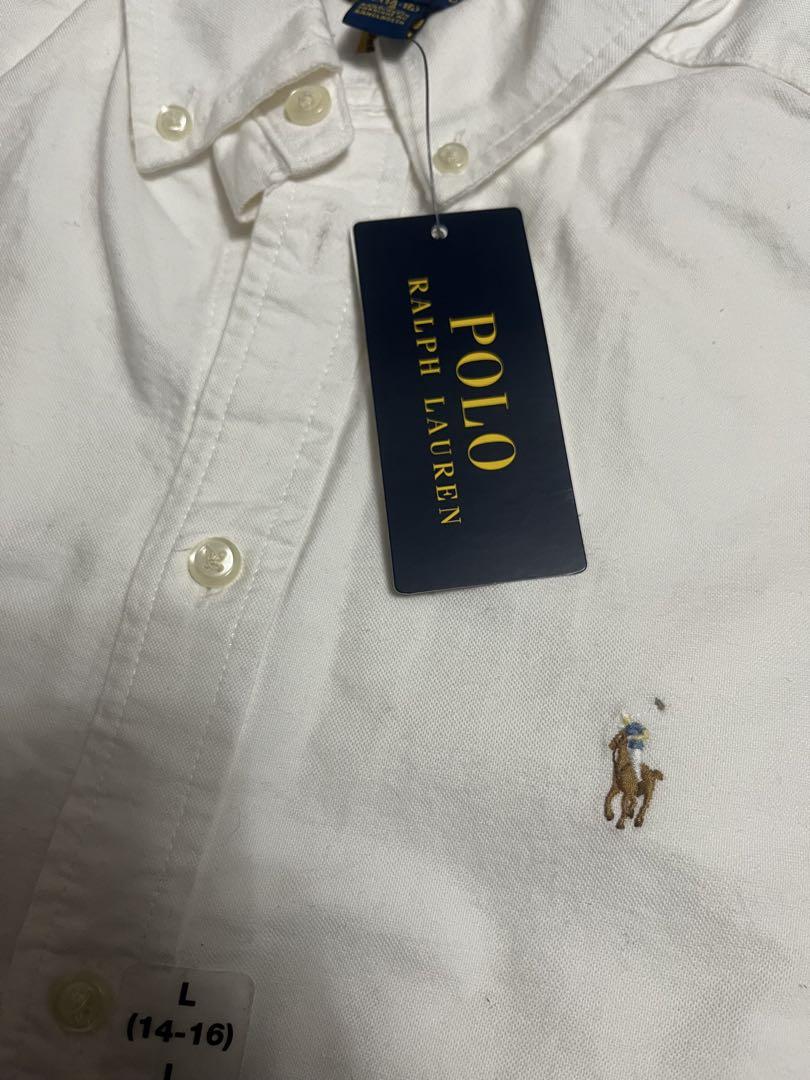 POLO
RALPH LAUREN
L
(14-16)
L